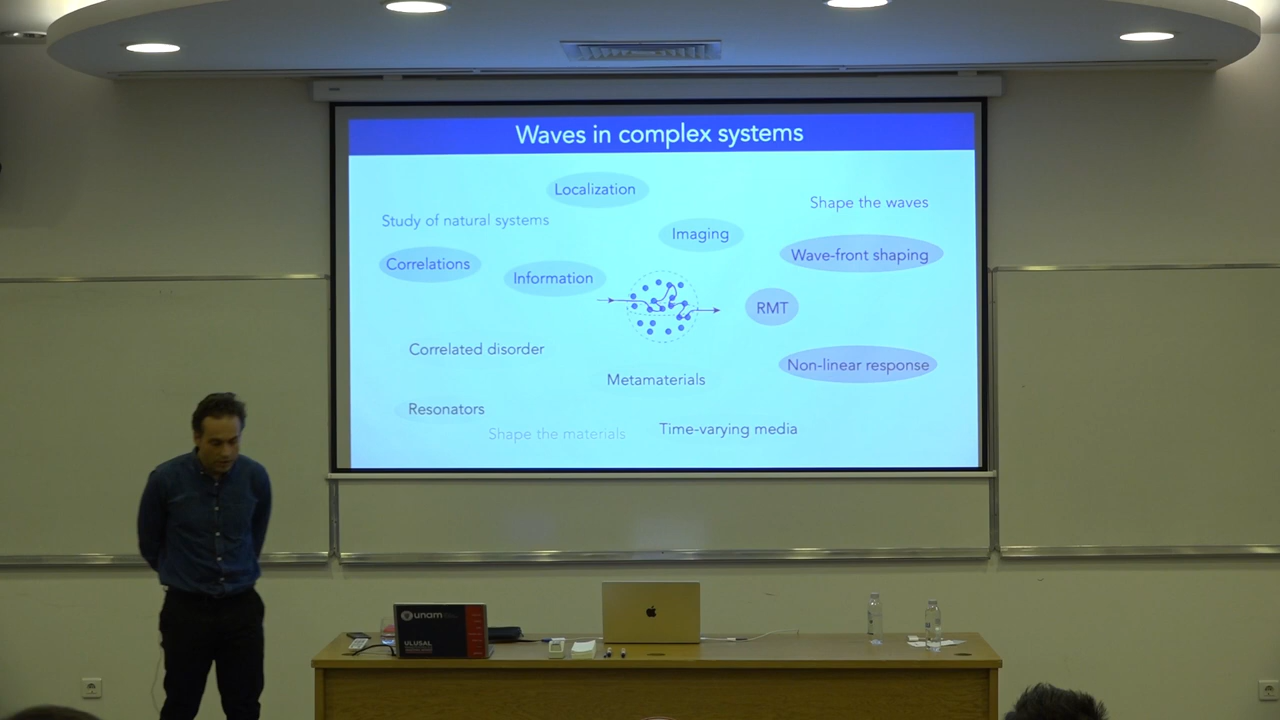 Waves in complex systems
Localization
Shape the waves
Study of natural systems
Imaging
Wave-front shaping
Correlations
Information
RMT
Correlated disorder
Non-linear response
Metamaterials
Resonators
Shape the materials
Time-varying media
unam
ULUSAL